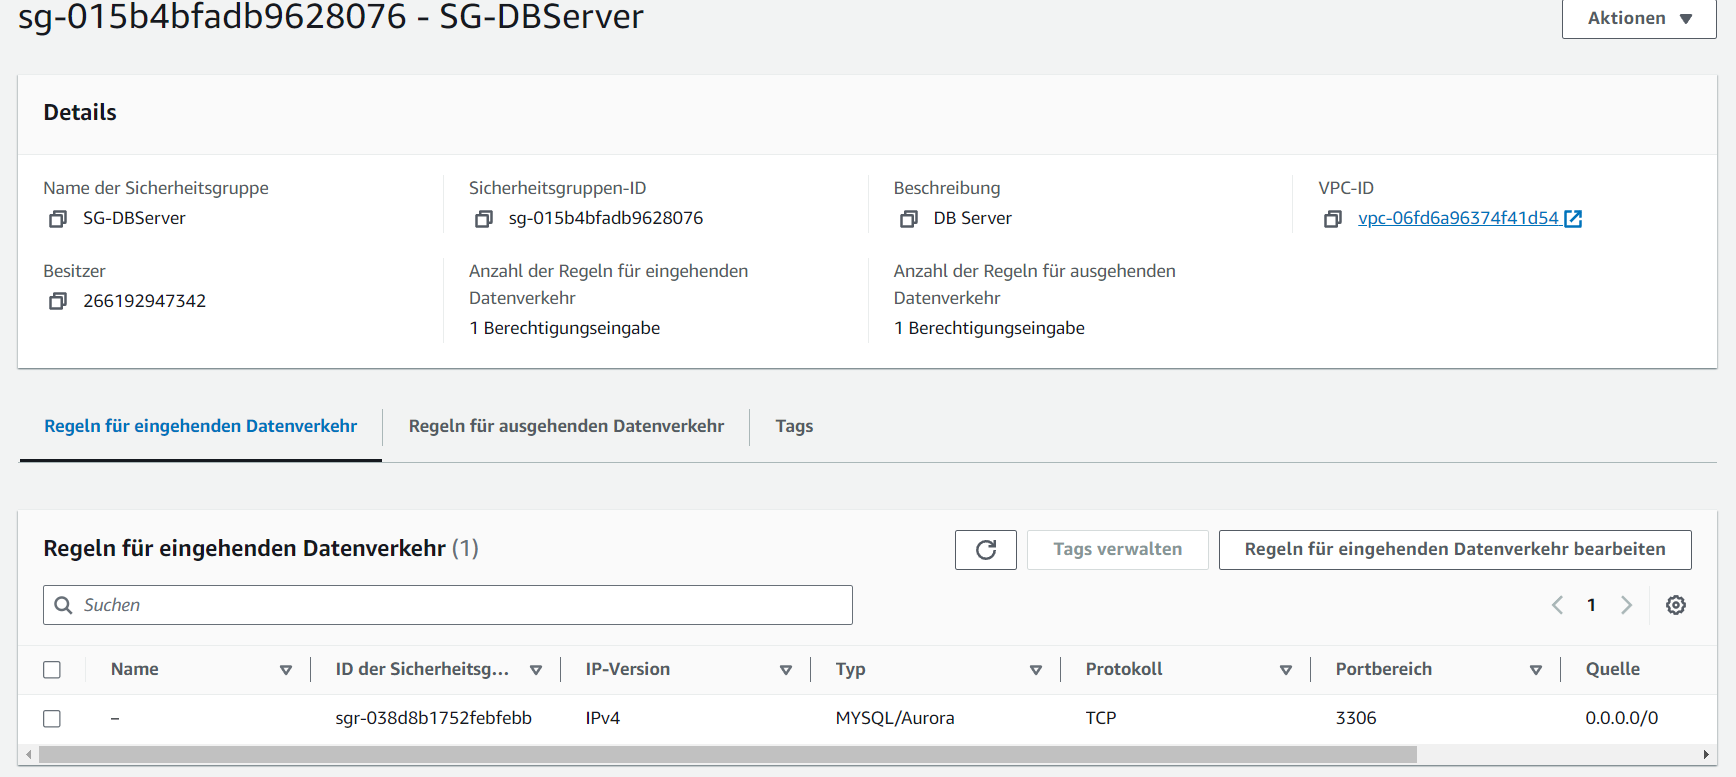 sg-015b4bfadb9628076 - SG-DBServer
Aktionen
Details
Name der Sicherheitsgruppe
SG-DBServer
Sicherheitsgruppen-ID
sg-015b4bfadb9628076
Beschreibung
DB Server
VPC-ID
vpc-06fd6a96374f41d54
Besitzer
266192947342
Anzahl der Regeln für eingehenden
Datenverkehr
1 Berechtigungseingabe
Anzahl der Regeln für ausgehenden
Datenverkehr
1 Berechtigungseingabe
Regeln für eingehenden Datenverkehr
Regeln für ausgehenden Datenverkehr
Tags
Regeln für eingehenden Datenverkehr (1)
Tags verwalten
Regeln für eingehenden Datenverkehr bearbeiten
Suchen
1
Name ID der Sicherheitsg... IP-Version Typ Protokoll Portbereich Quelle
– sgr-038d8b1752febfebb IPv4 MYSQL/Aurora TCP 3306 0.0.0.0/0